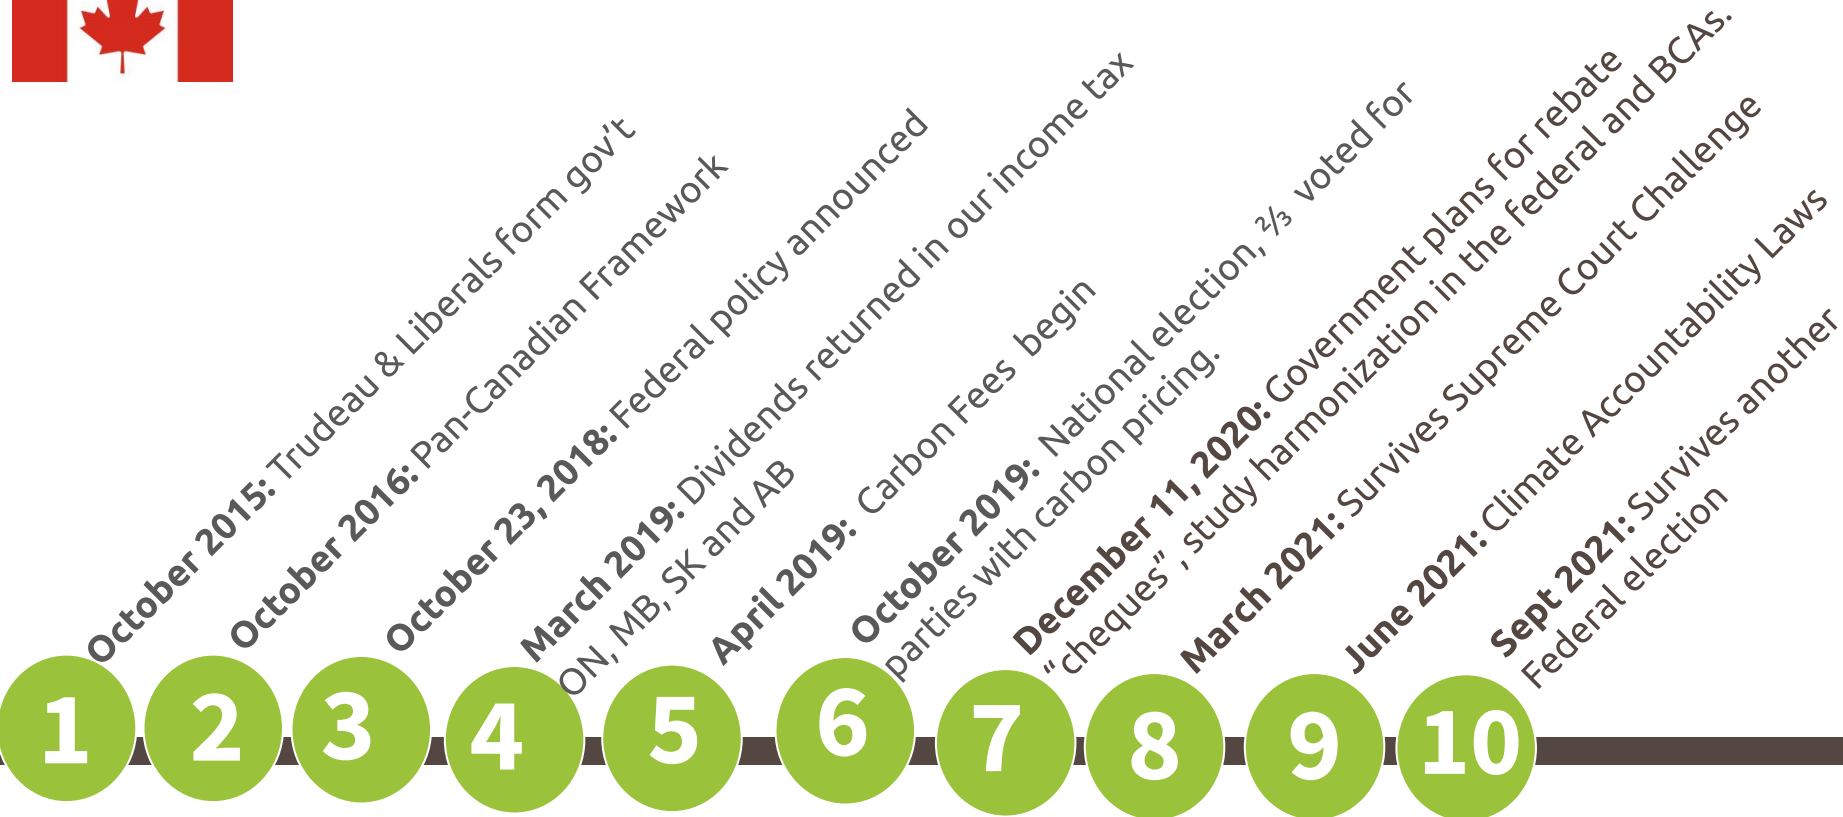 October 2015: Trudeau & Liberals form gov't
October 2016: Pan-Canadian Framework
October 23, 2018: Federal policy announced
March 2019: Dividends returned in our income tax
ON, MB, SK and AB
April 2019: Carbon Fees begin
October 2019: National election, ⅔ voted for
parties with carbon pricing.
December 11, 2020: Government plans for rebate
“cheques”, study harmonization in the federal and BCAs.
March 2021: Survives Supreme Court Challenge
June 2021: Climate Accountability Laws
Sept 2021: Survives another
Federal election
1 2 3 4 5 6 7 8 9 10